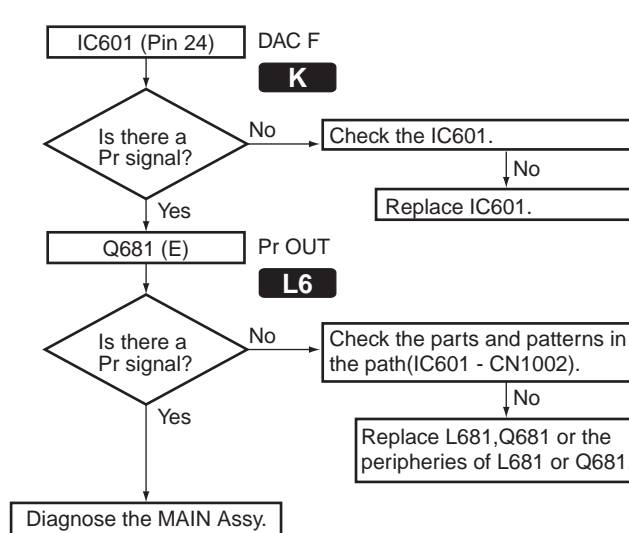 IC601 (Pin 24)
DAC F
K
Is there a
Pr signal?
No
Check the IC601.
No
Replace IC601.
Yes
Q681 (E)
Pr OUT
L6
Is there a
Pr signal?
No
Check the parts and patterns in
the path(IC601 - CN1002).
No
Replace L681,Q681 or the
peripheries of L681 or Q681
Yes
Diagnose the MAIN Assy.